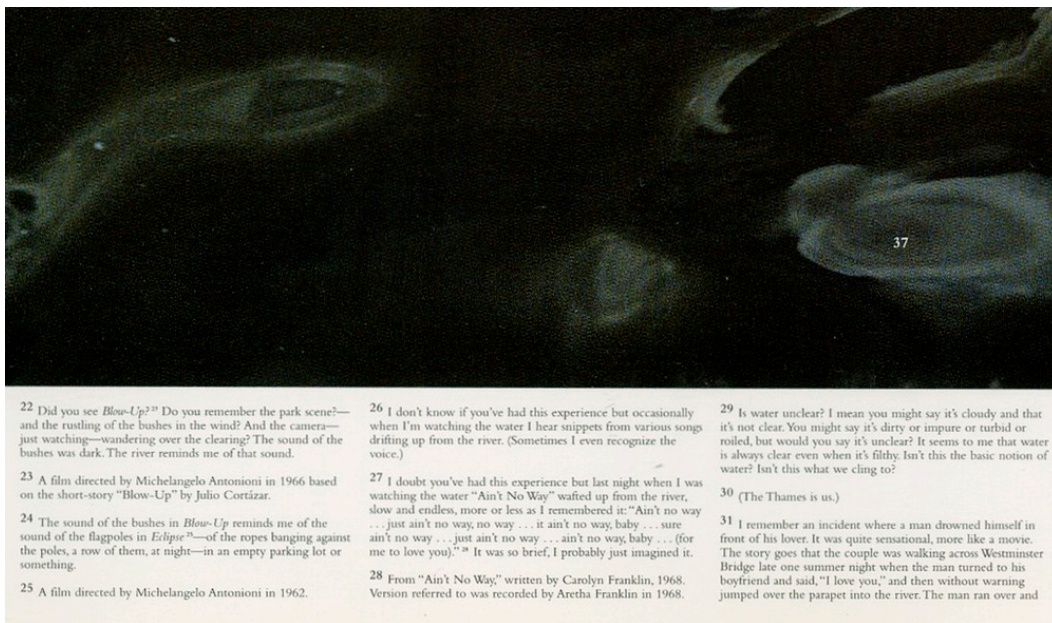 37
22 Did you see Blow-Up?23 Do you remember the park scene?—
and the rustling of the bushes in the wind? And the camera—
just watching—wandering over the clearing? The sound of the
bushes was dark. The river reminds me of that sound.
23 A film directed by Michelangelo Antonioni in 1966 based
on the short-story "Blow-Up" by Julio Cortázar.
24 The sound of the bushes in Blow-Up reminds me of the
sound of the flagpoles in Eclipse25—of the ropes banging against
the poles, a row of them, at night—in an empty parking lot or
something.
25 A film directed by Michelangelo Antonioni in 1962.
26 I don't know if you've had this experience but occasionally
when I'm watching the water I hear snippets from various songs
drifting up from the river. (Sometimes I even recognize the
voice.)
27 I doubt you've had this experience but last night when I was
watching the water "Ain't No Way" wafted up from the river,
slow and endless, more or less as I remembered it: "Ain't no way
. . . just ain't no way, no way . . . it ain't no way, baby . . . sure
ain't no way . . . just ain't no way . . . ain't no way, baby . . . (for
me to love you)." 28 It was so brief, I probably just imagined it.
28 From "Ain't No Way," written by Carolyn Franklin, 1968.
Version referred to was recorded by Aretha Franklin in 1968.
29 Is water unclear? I mean you might say it's cloudy and that
it's not clear. You might say it's dirty or impure or turbid or
roiled, but would you say it's unclear? It seems to me that water
is always clear even when it's filthy. Isn't this the basic notion of
water? Isn't this what we cling to?
30 (The Thames is us.)
31 I remember an incident where a man drowned himself in
front of his lover. It was quite sensational, more like a movie.
The story goes that the couple was walking across Westminster
Bridge late one summer night when the man turned to his
boyfriend and said, "I love you," and then without warning
jumped over the parapet into the river. The man ran over and